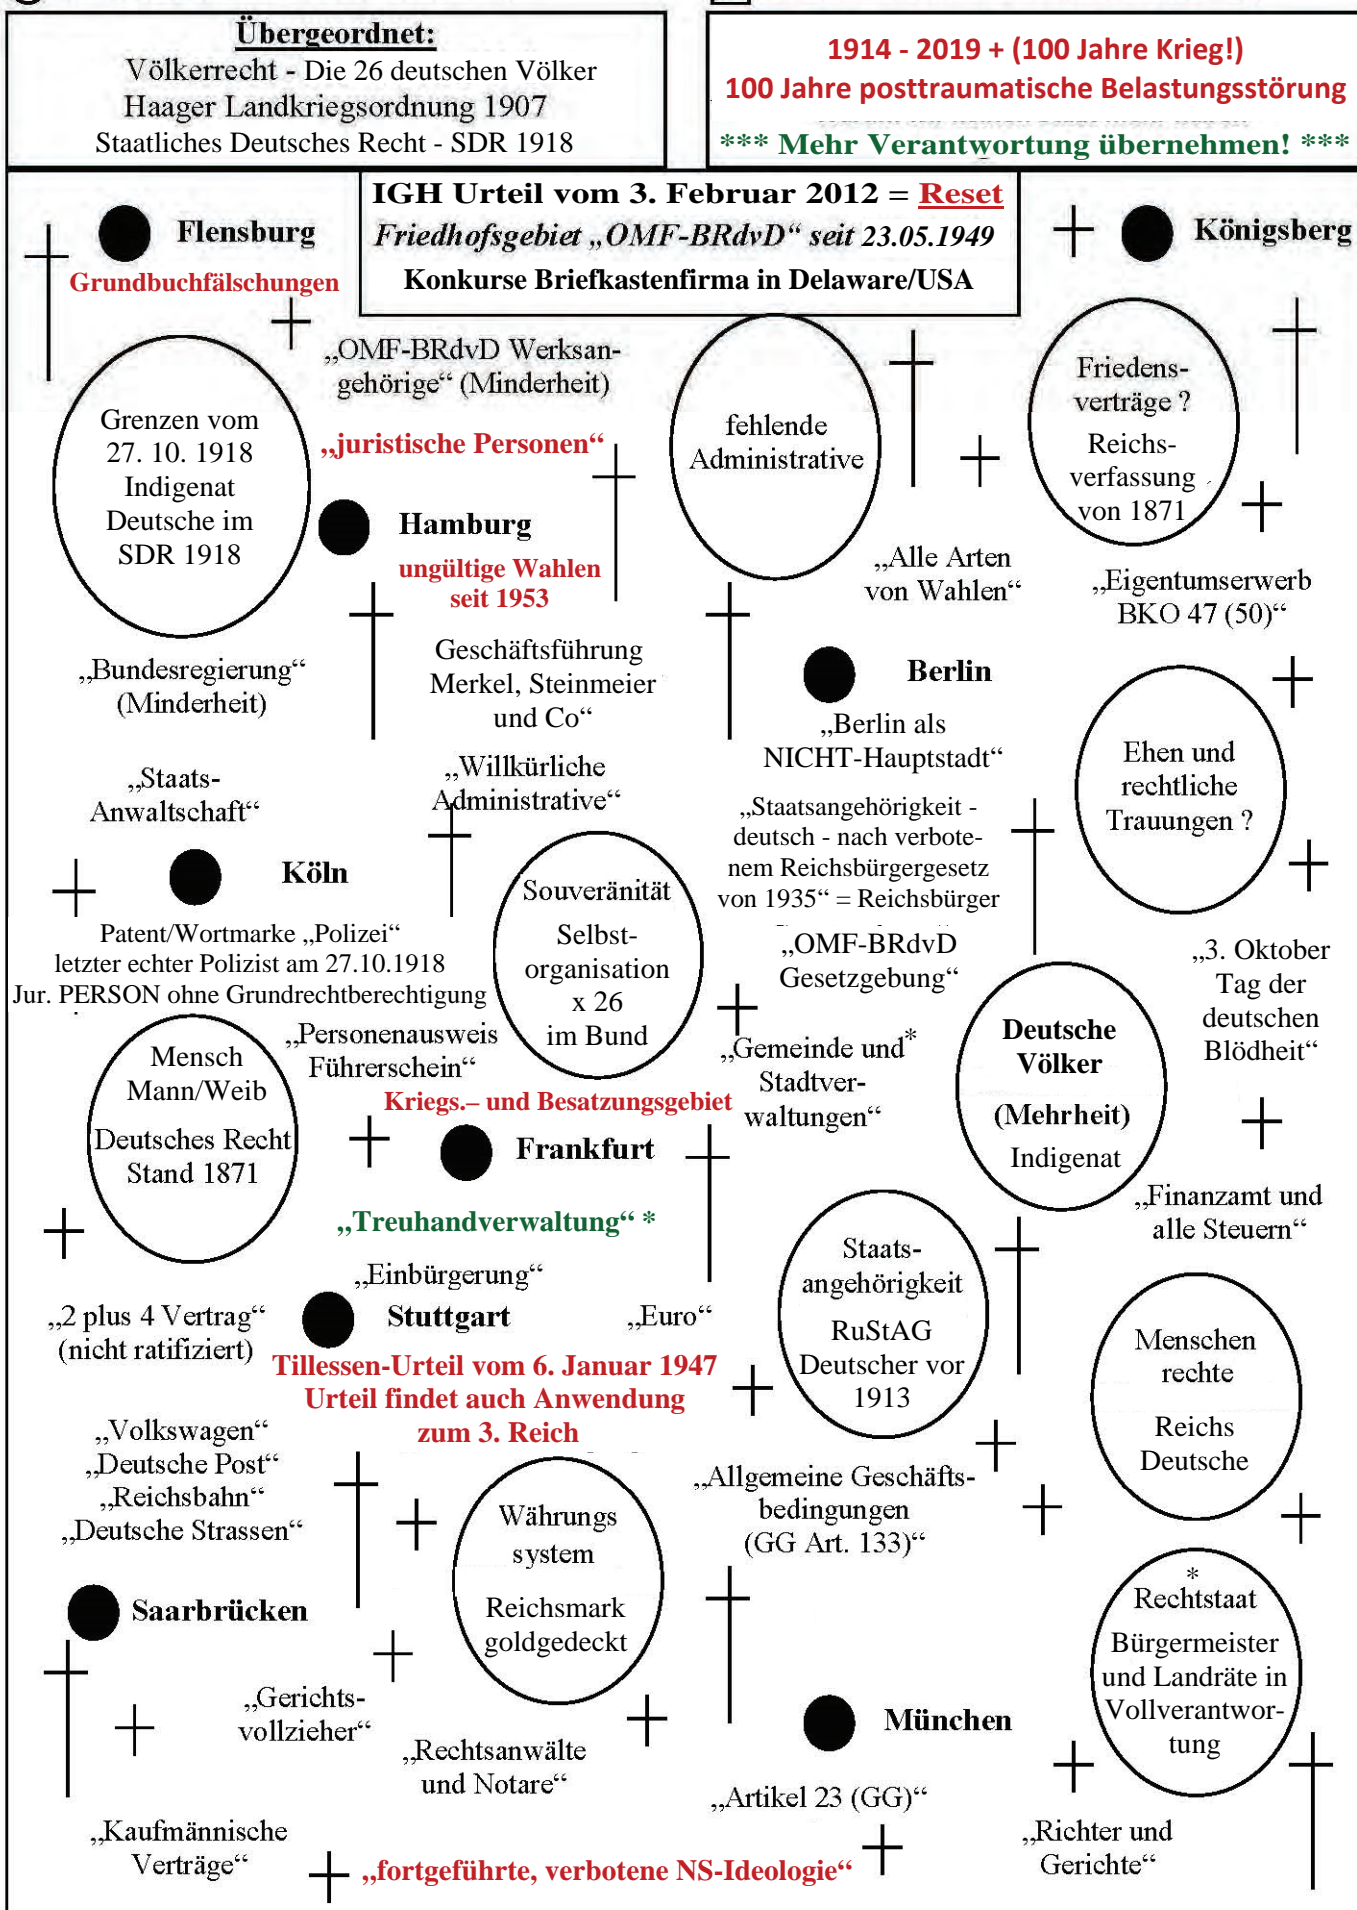 Übergeordnet:
Völkerrecht - Die 26 deutschen Völker
Haager Landkriegsordnung 1907
Staatliches Deutsches Recht - SDR 1918
1914 - 2019 + (100 Jahre Krieg!)
100 Jahre posttraumatische Belastungsstörung
*** Mehr Verantwortung übernehmen! ***
IGH Urteil vom 3. Februar 2012 = Reset
Friedhofsgebiet „OMF-BRdvD“ seit 23.05.1949
Konkurse Briefkastenfirma in Delaware/USA
Flensburg
Grundbuchfälschungen
Königsberg
„OMF-BRdvD Werksan-
gehörige“ (Minderheit)
„juristische Personen“
Grenzen vom
27. 10. 1918
Indigenat
Deutsche im
SDR 1918
fehlende
Administrative
Friedens-
verträge ?
Reichs-
verfassung
von 1871
Hamburg
ungültige Wahlen
seit 1953
„Alle Arten
von Wahlen“
„Eigentumserwerb
BKO 47 (50)“
„Bundesregierung“
(Minderheit)
Geschäftsführung
Merkel, Steinmeier
und Co“
Berlin
„Berlin als
NICHT-Hauptstadt“
Ehen und
rechtliche
Trauungen ?
„Staats-
Anwaltschaft“
„Willkürliche
Administrative“
„Staatsangehörigkeit -
deutsch - nach verbote-
nem Reichsbürgergesetz
von 1935“ = Reichsbürger
Köln
Patent/Wortmarke „Polizei“
letzter echter Polizist am 27.10.1918
Jur. PERSON ohne Grundrechtberechtigung
Souveränität
Selbst-
organisation
x 26
im Bund
„OMF-BRdvD
Gesetzgebung“
„3. Oktober
Tag der
deutschen
Blödheit“
Mensch
Mann/Weib
Deutsches Recht
Stand 1871
„Personenausweis
Führerschein“
„Gemeinde und*
Stadtver-
waltungen“
Deutsche
Völker
(Mehrheit)
Indigenat
Kriegs.– und Besatzungsgebiet
Frankfurt
„Treuhandverwaltung“ *
„Finanzamt und
alle Steuern“
„Einbürgerung“
„2 plus 4 Vertrag“
(nicht ratifiziert)
Stuttgart
„Euro“
Staats-
angehörigkeit
RuStAG
Deutscher vor
1913
Tillessen-Urteil vom 6. Januar 1947
Urteil findet auch Anwendung
zum 3. Reich
Menschen
rechte
Reichs
Deutsche
„Volkswagen“
„Deutsche Post“
„Reichsbahn“
„Deutsche Strassen“
Währungs
system
Reichsmark
goldgedeckt
„Allgemeine Geschäfts-
bedingungen
(GG Art. 133)“
Saarbrücken
*
Rechtstaat
Bürgermeister
und Landräte in
Vollverantwor-
tung
„Gerichts-
vollzieher“
„Rechtsanwälte
und Notare“
München
„Artikel 23 (GG)“
„Kaufmännische
Verträge“
„fortgeführte, verbotene NS-Ideologie“
„Richter und
Gerichte“